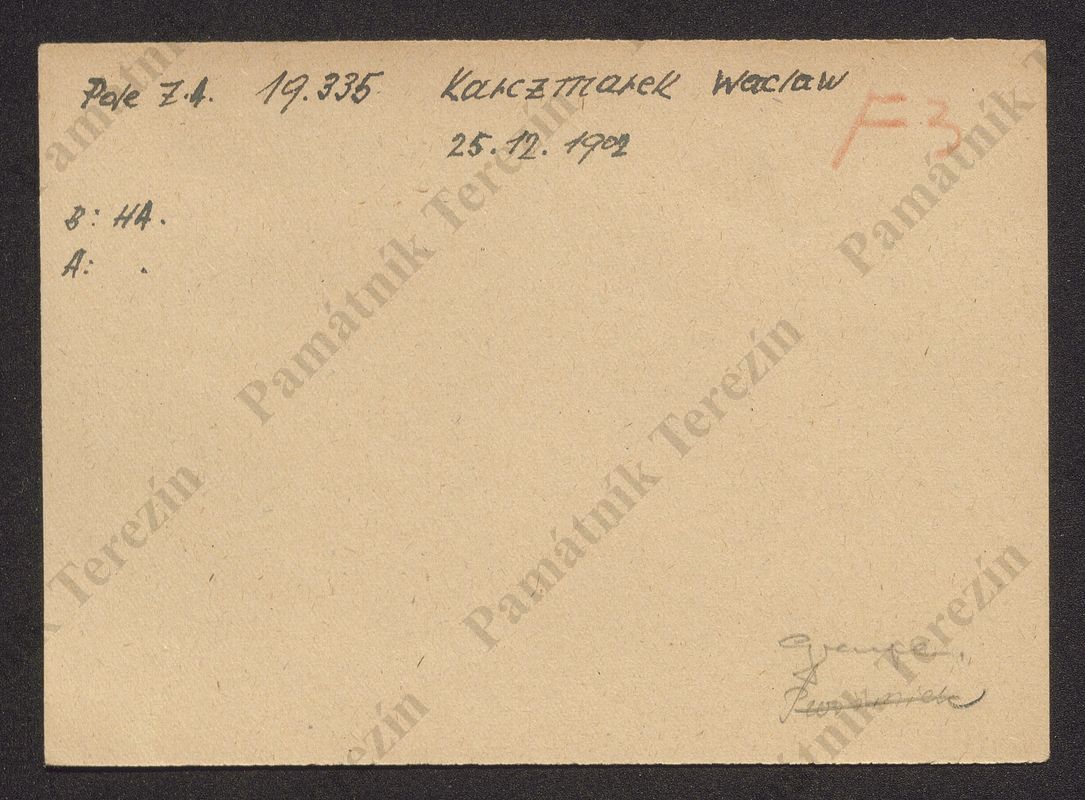 Pole Z.A. 19.335 Karczmarek Wacław
25.12.1902
F3
B: HA.
A: .
Památník Terezín
Památník Terezín
Památník Terezín
Památník Terezín
Památník Terezín